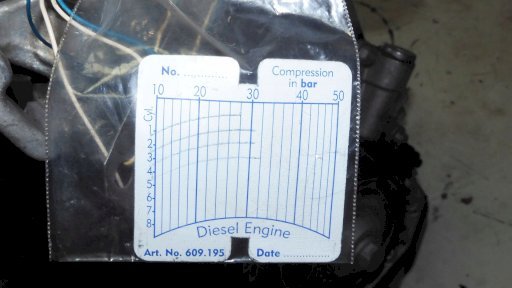 No. ..............
Compression
in bar
10 20 30 40 50
Cyl.
1
2
3
4
5
6
7
8
Diesel Engine
Art. No. 609.195
Date ..............